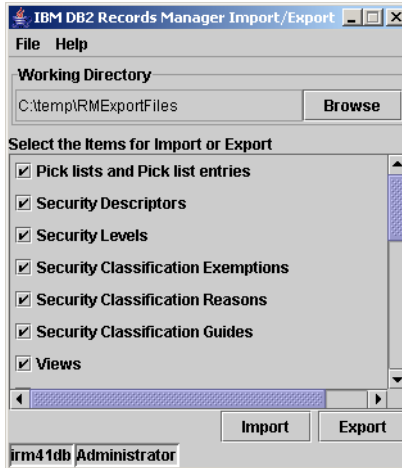 IBM DB2 Records Manager Import/Export
File Help
Working Directory
C:\temp\RMExportFiles
Browse
Select the Items for Import or Export
Pick lists and Pick list entries
Security Descriptors
Security Levels
Security Classification Exemptions
Security Classification Reasons
Security Classification Guides
Views
Import Export
irm41db Administrator